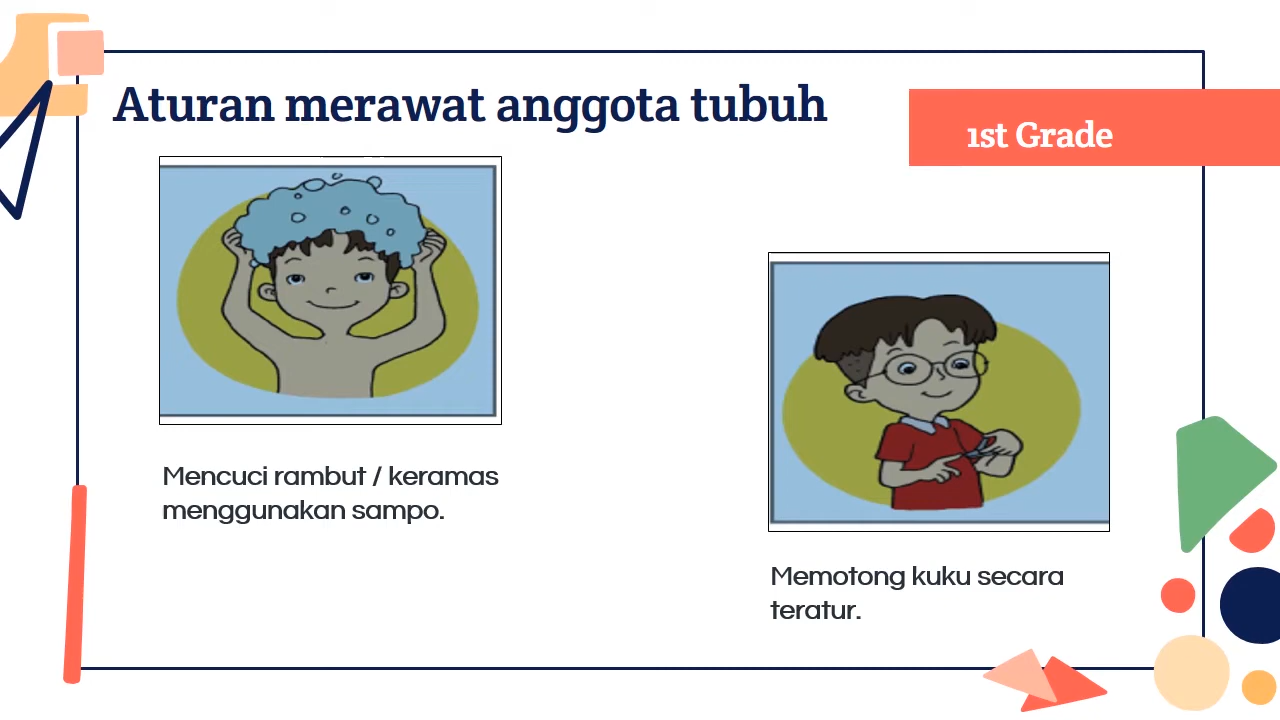 Aturan merawat anggota tubuh
1st Grade
Mencuci rambut / keramas
menggunakan sampo.
Memotong kuku secara
teratur.